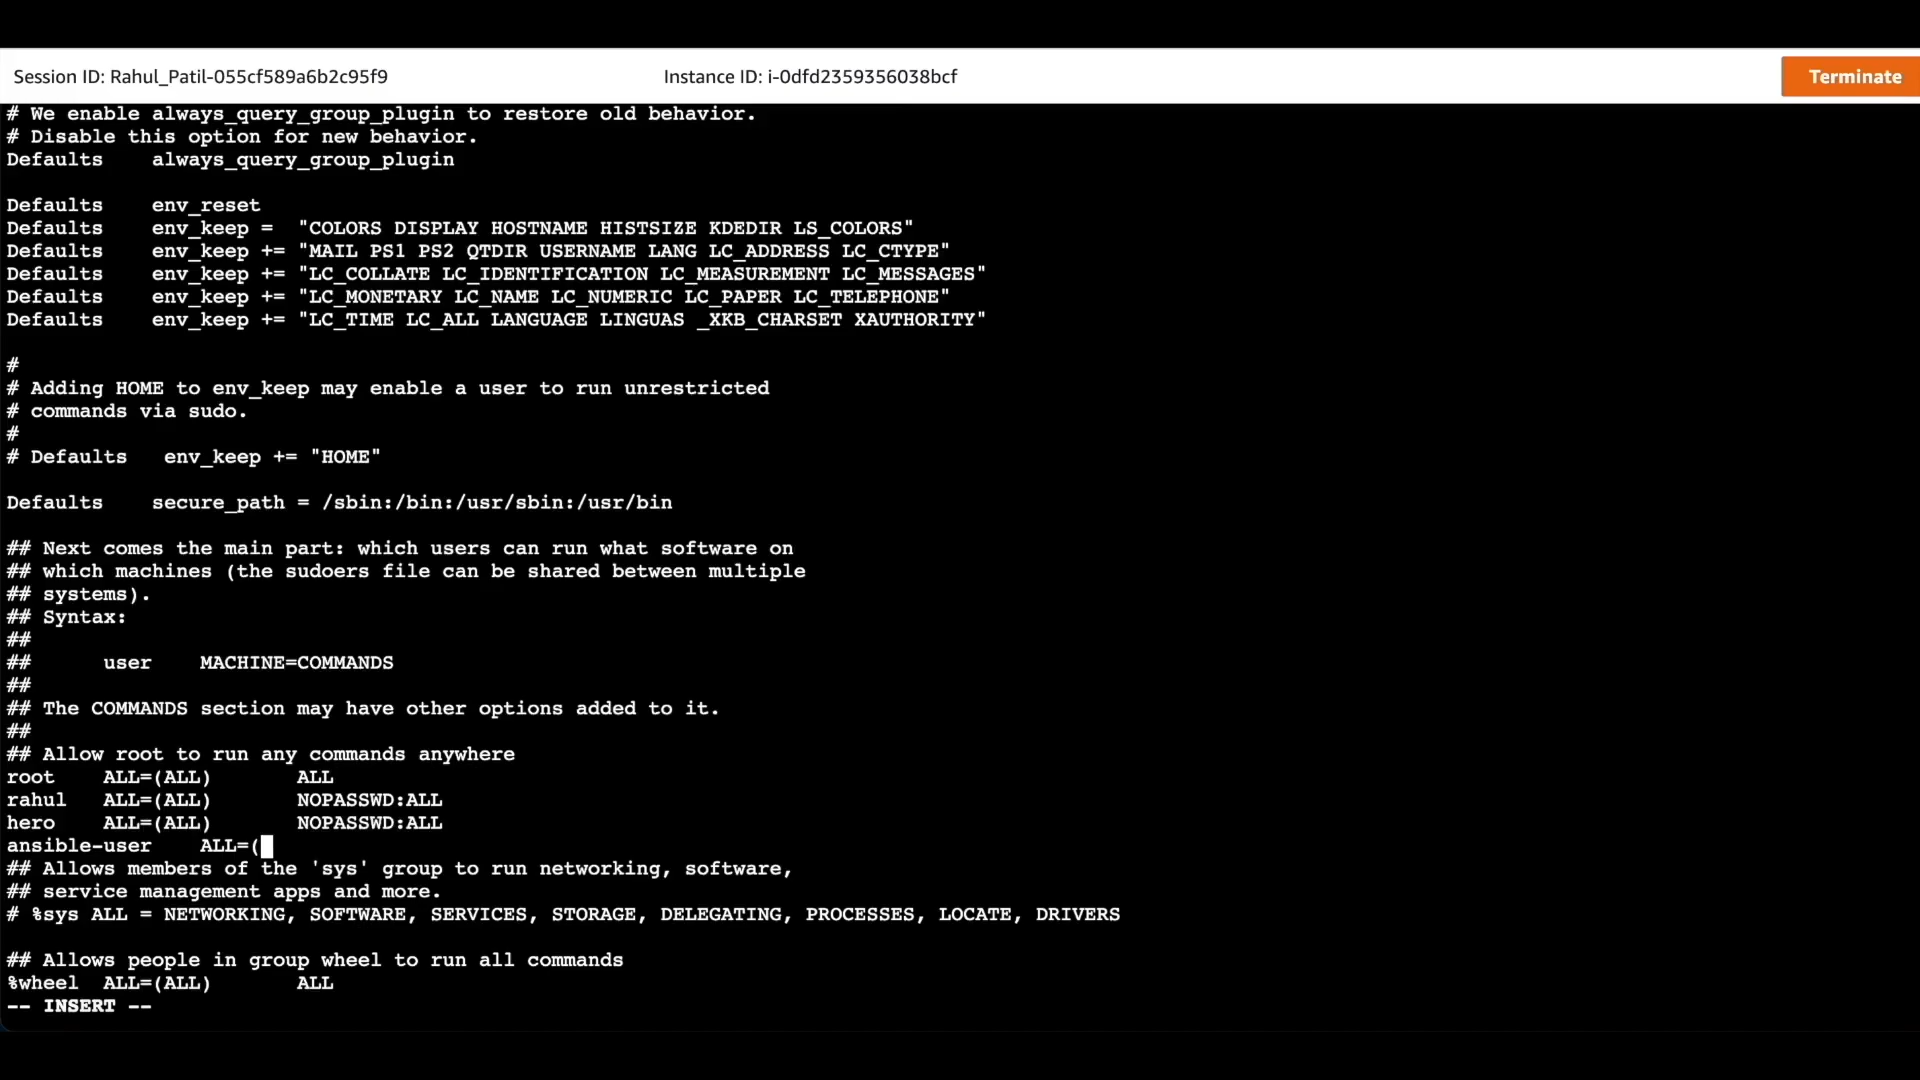 Session ID: Rahul_Patil-055cf589a6b2c95f9
Instance ID: i-0dfd2359356038bcf
Terminate
# We enable always_query_group_plugin to restore old behavior.
# Disable this option for new behavior.
Defaults    always_query_group_plugin
Defaults    env_reset
Defaults    env_keep =  "COLORS DISPLAY HOSTNAME HISTSIZE KDEDIR LS_COLORS"
Defaults    env_keep += "MAIL PS1 PS2 QTDIR USERNAME LANG LC_ADDRESS LC_CTYPE"
Defaults    env_keep += "LC_COLLATE LC_IDENTIFICATION LC_MEASUREMENT LC_MESSAGES"
Defaults    env_keep += "LC_MONETARY LC_NAME LC_NUMERIC LC_PAPER LC_TELEPHONE"
Defaults    env_keep += "LC_TIME LC_ALL LANGUAGE LINGUAS _XKB_CHARSET XAUTHORITY"
#
# Adding HOME to env_keep may enable a user to run unrestricted
# commands via sudo.
#
# Defaults   env_keep += "HOME"
Defaults    secure_path = /sbin:/bin:/usr/sbin:/usr/bin
## Next comes the main part: which users can run what software on
## which machines (the sudoers file can be shared between multiple
## systems).
## Syntax:
##
##      user    MACHINE=COMMANDS
##
## The COMMANDS section may have other options added to it.
##
## Allow root to run any commands anywhere
root    ALL=(ALL)       ALL
rahul   ALL=(ALL)       NOPASSWD:ALL
hero    ALL=(ALL)       NOPASSWD:ALL
ansible-user    ALL=(
## Allows members of the 'sys' group to run networking, software,
## service management apps and more.
# %sys ALL = NETWORKING, SOFTWARE, SERVICES, STORAGE, DELEGATING, PROCESSES, LOCATE, DRIVERS
## Allows people in group wheel to run all commands
%wheel  ALL=(ALL)       ALL
-- INSERT --